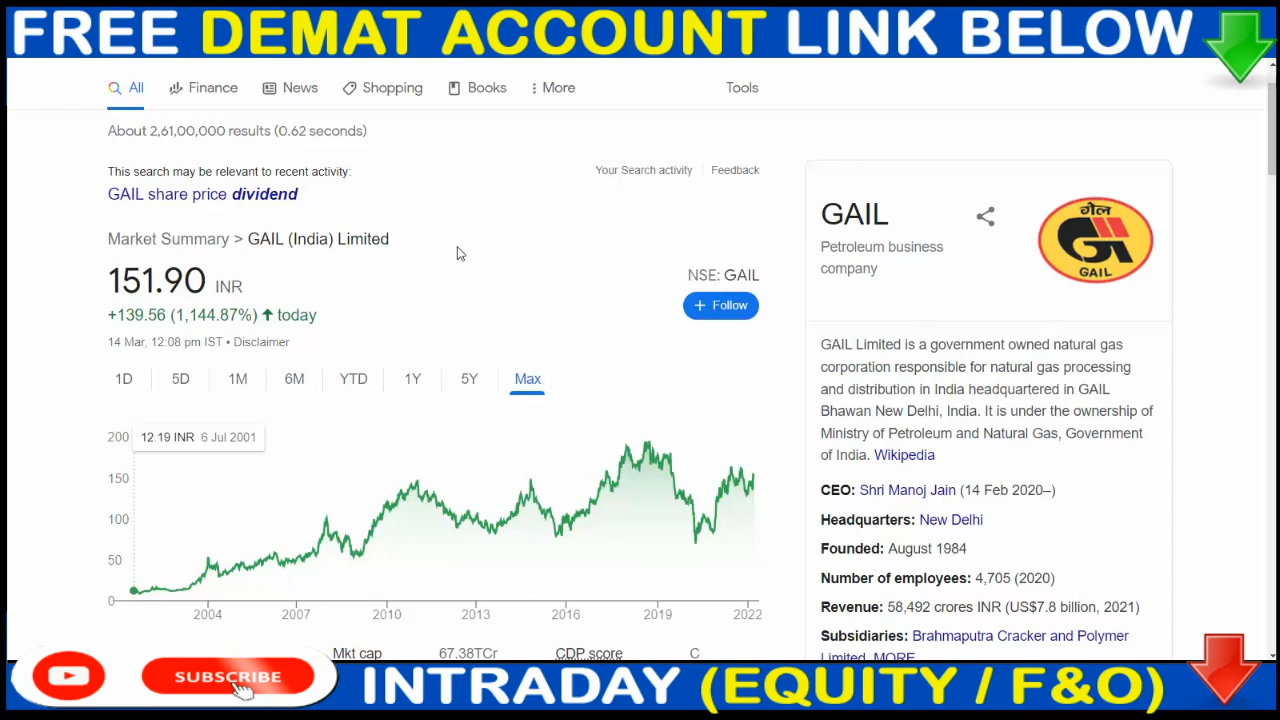 FREE DEMAT ACCOUNT LINK BELOW
All Finance News Shopping Books More Tools
About 2,61,00,000 results (0.62 seconds)
This search may be relevant to recent activity:
Your Search activity Feedback
GAIL share price dividend
Market Summary > GAIL (India) Limited
151.90 INR
+139.56 (1,144.87%) today
14 Mar, 12:08 pm IST • Disclaimer
NSE: GAIL
+ Follow
1D 5D 1M 6M YTD 1Y 5Y Max
12.19 INR 6 Jul 2001
200
150
100
50
0
2004 2007 2010 2013 2016 2019 2022
Mkt cap 67.38TCr CDP score C
GAIL
Petroleum business
company
गेल
GAIL
GAIL Limited is a government owned natural gas
corporation responsible for natural gas processing
and distribution in India headquartered in GAIL
Bhawan New Delhi, India. It is under the ownership of
Ministry of Petroleum and Natural Gas, Government
of India. Wikipedia
CEO: Shri Manoj Jain (14 Feb 2020–)
Headquarters: New Delhi
Founded: August 1984
Number of employees: 4,705 (2020)
Revenue: 58,492 crores INR (US$7.8 billion, 2021)
Subsidiaries: Brahmaputra Cracker and Polymer
Limited, MORE
SUBSCRIBE
INTRADAY (EQUITY / F&O)